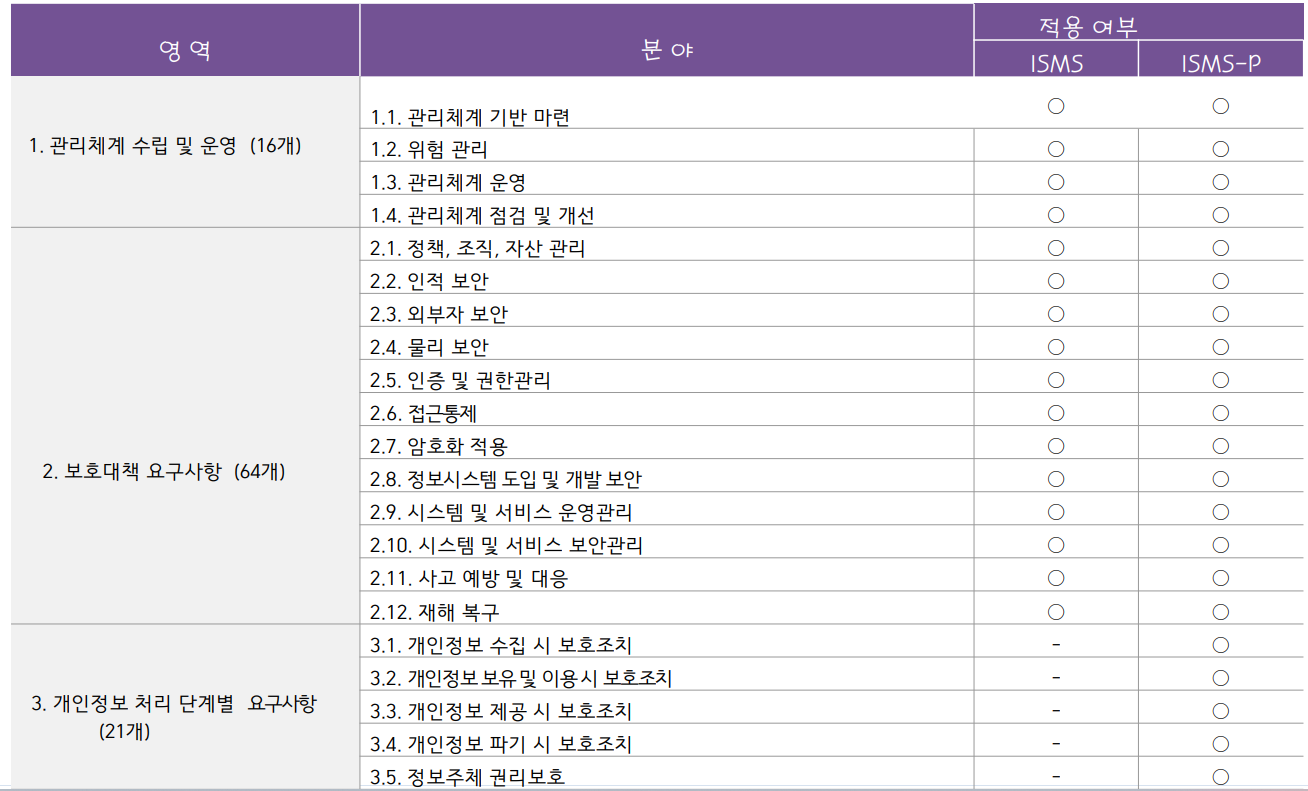 영 역 분 야 적용 여부
ISMS ISMS-P
1. 관리체계 수립 및 운영 (16개)
1.1. 관리체계 기반 마련 ○ ○
1.2. 위험 관리 ○ ○
1.3. 관리체계 운영 ○ ○
1.4. 관리체계 점검 및 개선 ○ ○
2. 보호대책 요구사항 (64개)
2.1. 정책, 조직, 자산 관리 ○ ○
2.2. 인적 보안 ○ ○
2.3. 외부자 보안 ○ ○
2.4. 물리 보안 ○ ○
2.5. 인증 및 권한관리 ○ ○
2.6. 접근통제 ○ ○
2.7. 암호화 적용 ○ ○
2.8. 정보시스템 도입 및 개발 보안 ○ ○
2.9. 시스템 및 서비스 운영관리 ○ ○
2.10. 시스템 및 서비스 보안관리 ○ ○
2.11. 사고 예방 및 대응 ○ ○
2.12. 재해 복구 ○ ○
3. 개인정보 처리 단계별 요구사항
(21개)
3.1. 개인정보 수집 시 보호조치 - ○
3.2. 개인정보 보유 및 이용 시 보호조치 - ○
3.3. 개인정보 제공 시 보호조치 - ○
3.4. 개인정보 파기 시 보호조치 - ○
3.5. 정보주체 권리보호 - ○